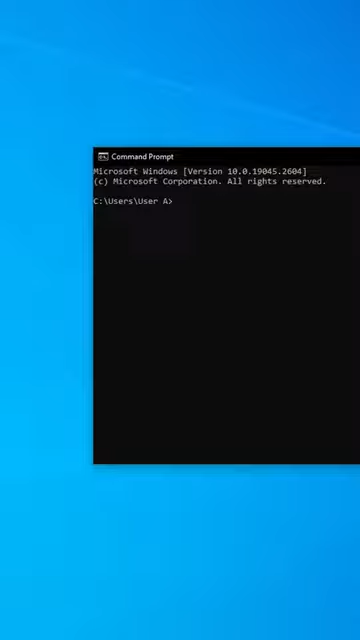 Command Prompt
Microsoft Windows [Version 10.0.19045.2604]
(c) Microsoft Corporation. All rights reserved.
C:\Users\User A>